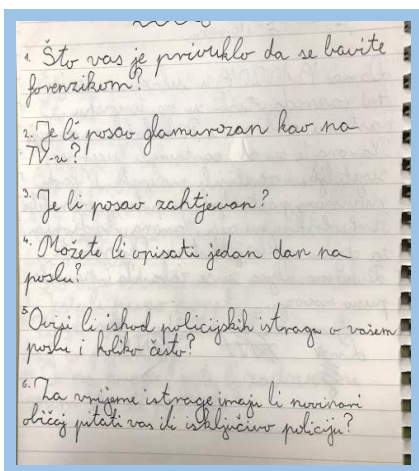 1. Što vas je privuklo da se bavite
forenzikom?
2. Je li posao glamurozan kao na
TV-u?
3. Je li posao zahtjevan?
4. Možete li opisati jedan dan na
poslu?
5 Ovisi li ishod policijskih istraga o vašem
poslu i koliko često?
6. Za vrijeme istrage imaju li novinari
običaj pitati vas ili isključivo policiju?